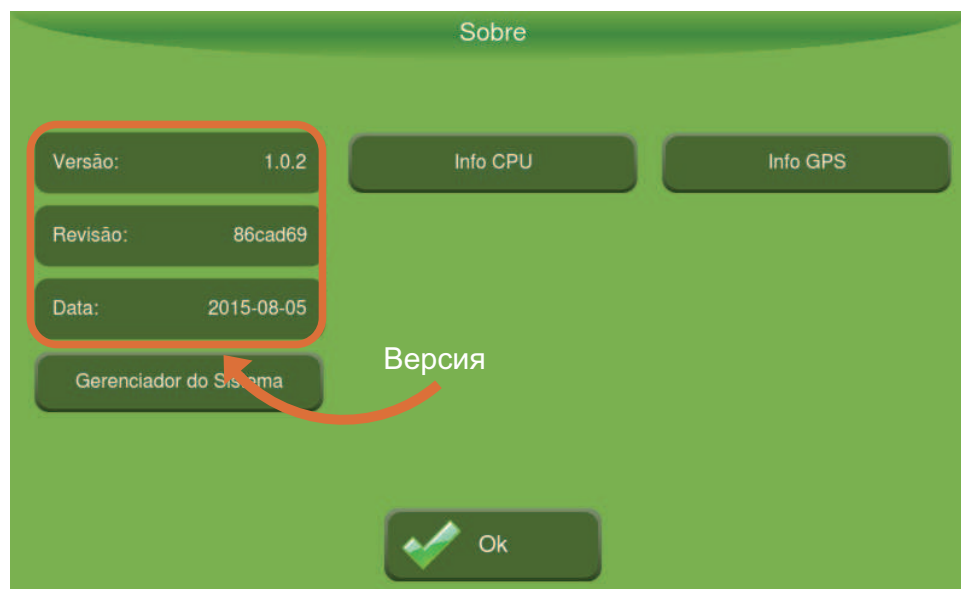 Sobre
Versão: 1.0.2
Info CPU
Info GPS
Revisão: 86cad69
Data: 2015-08-05
Версия
Gerenciador do Sistema
Ok